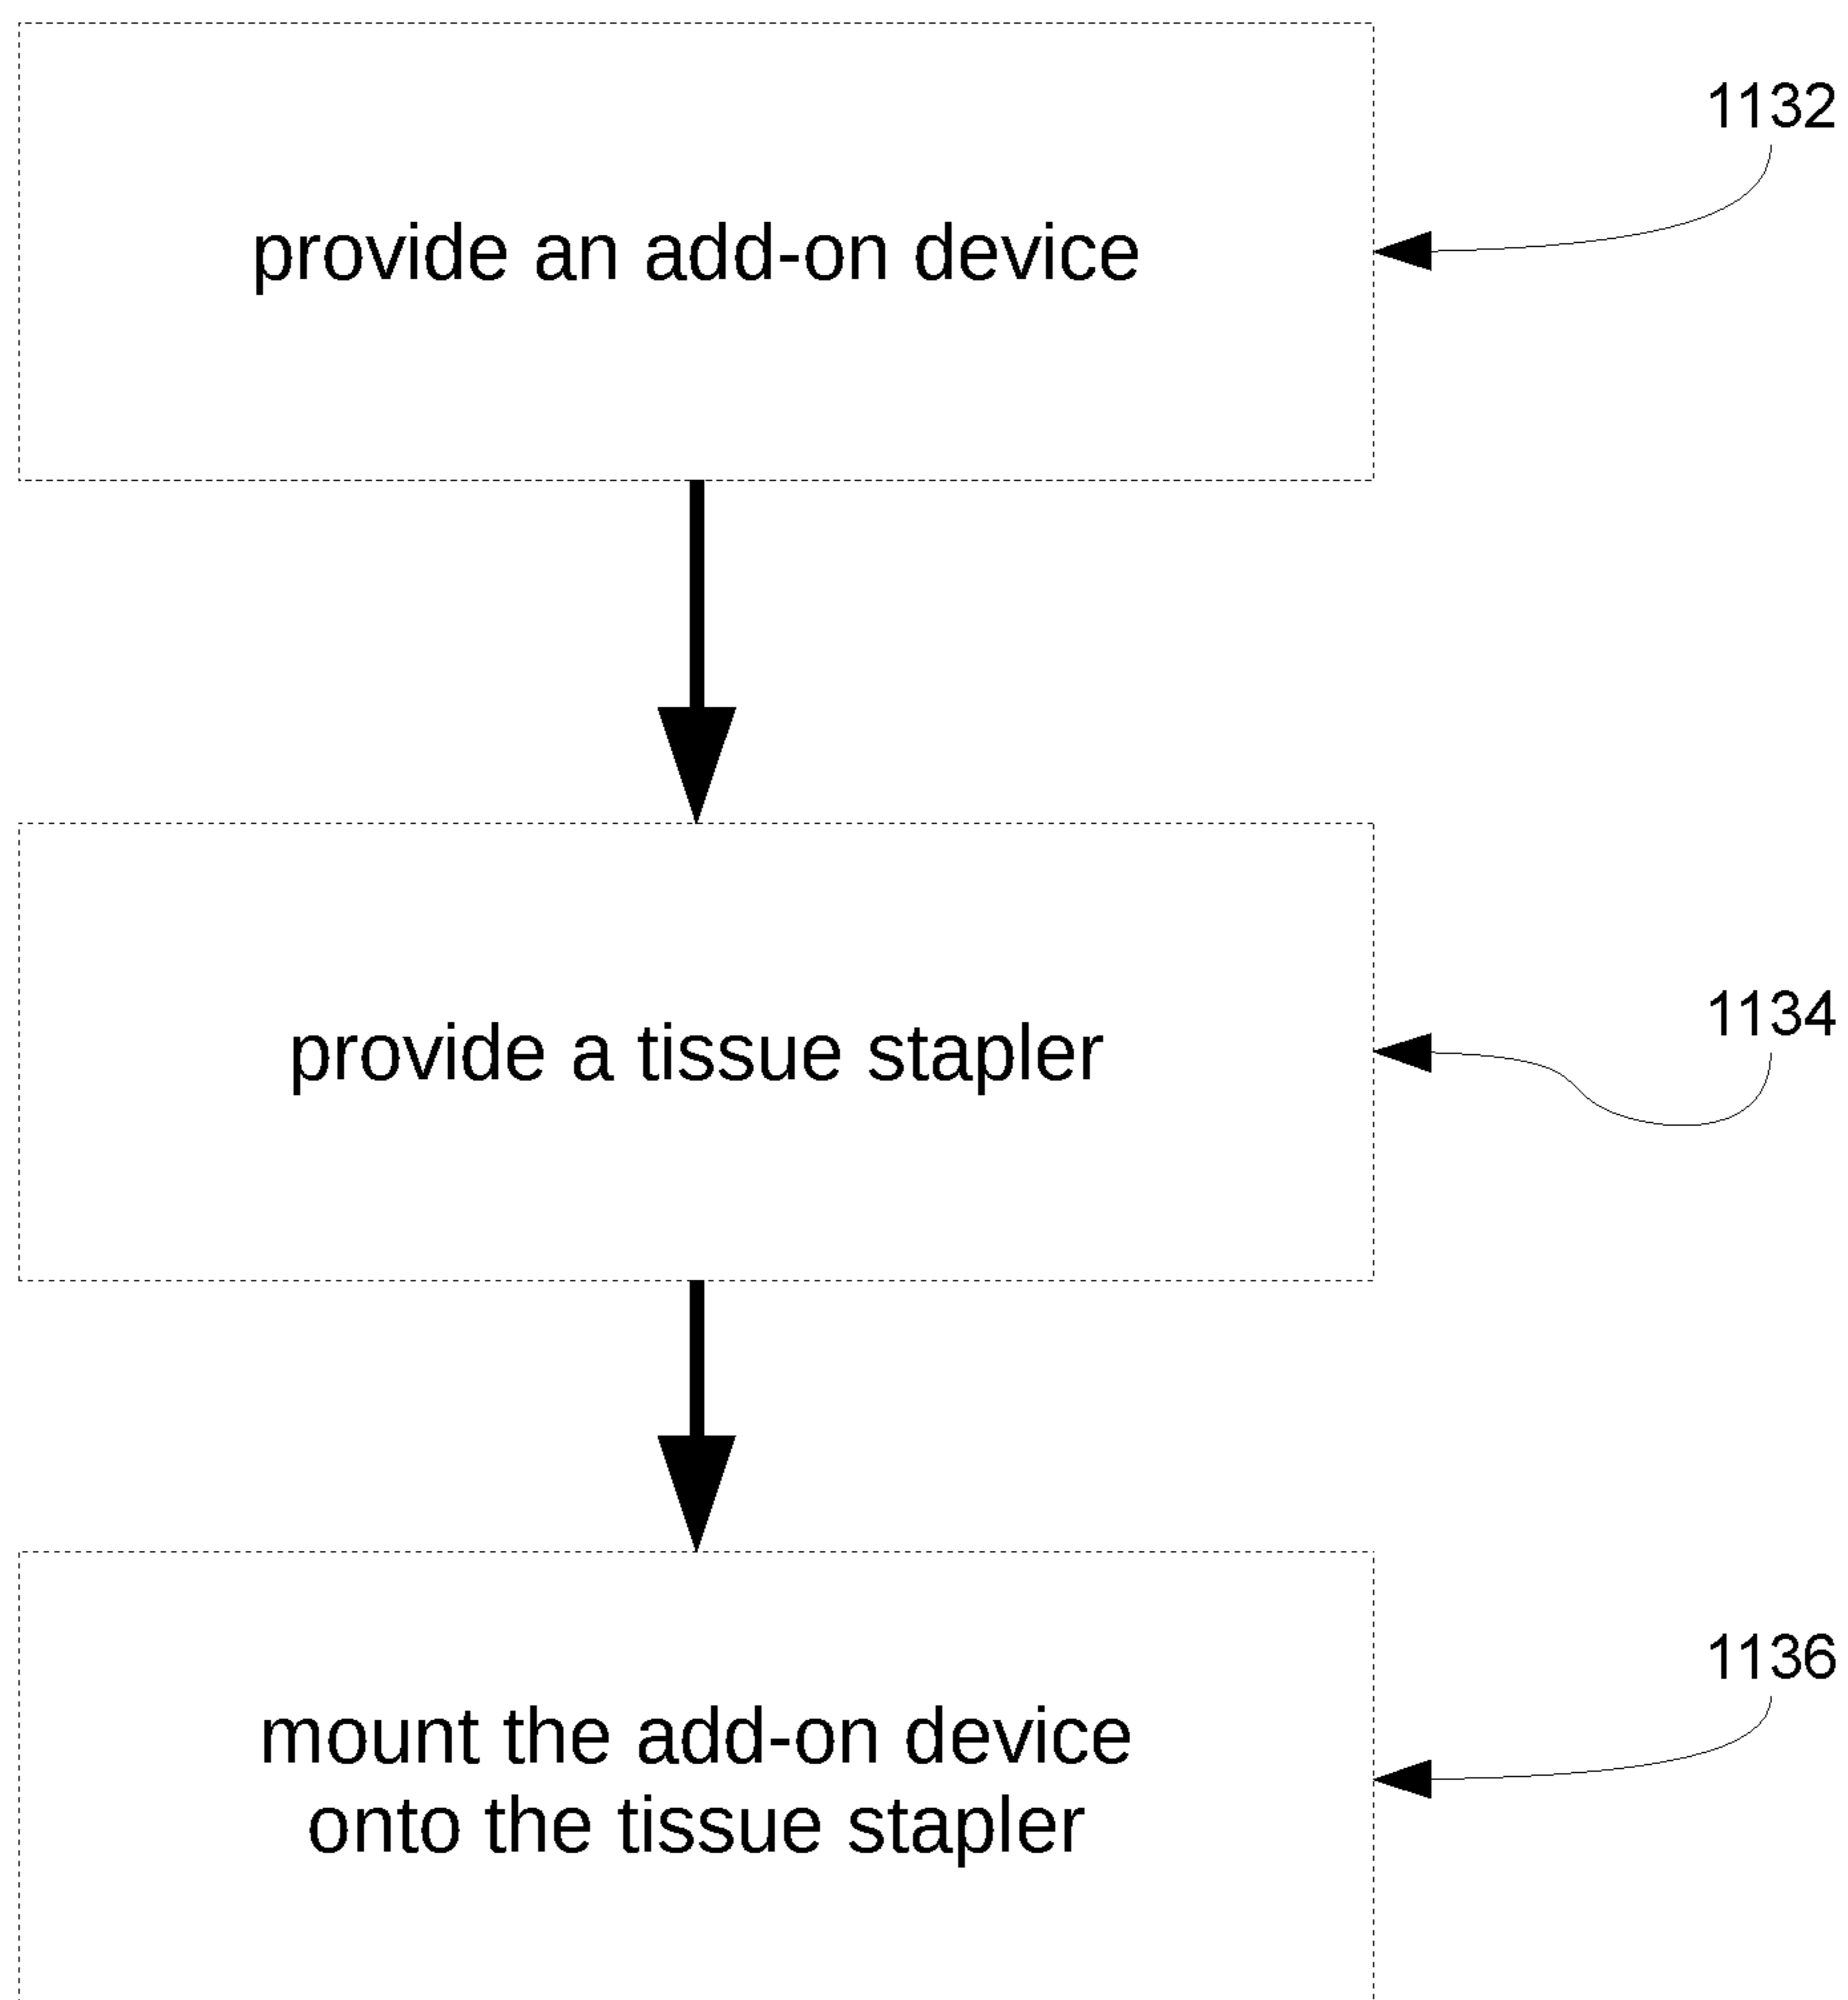 1132
provide an add-on device
1134
provide a tissue stapler
1136
mount the add-on device
onto the tissue stapler